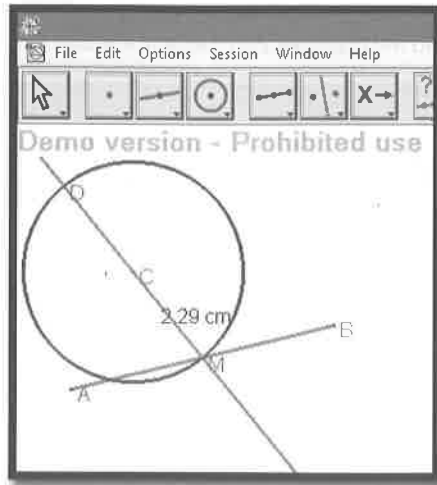 File Edit Options Session Window Help
X
?
Demo version - Prohibited use
D
C
2.29 cm
B
M
A